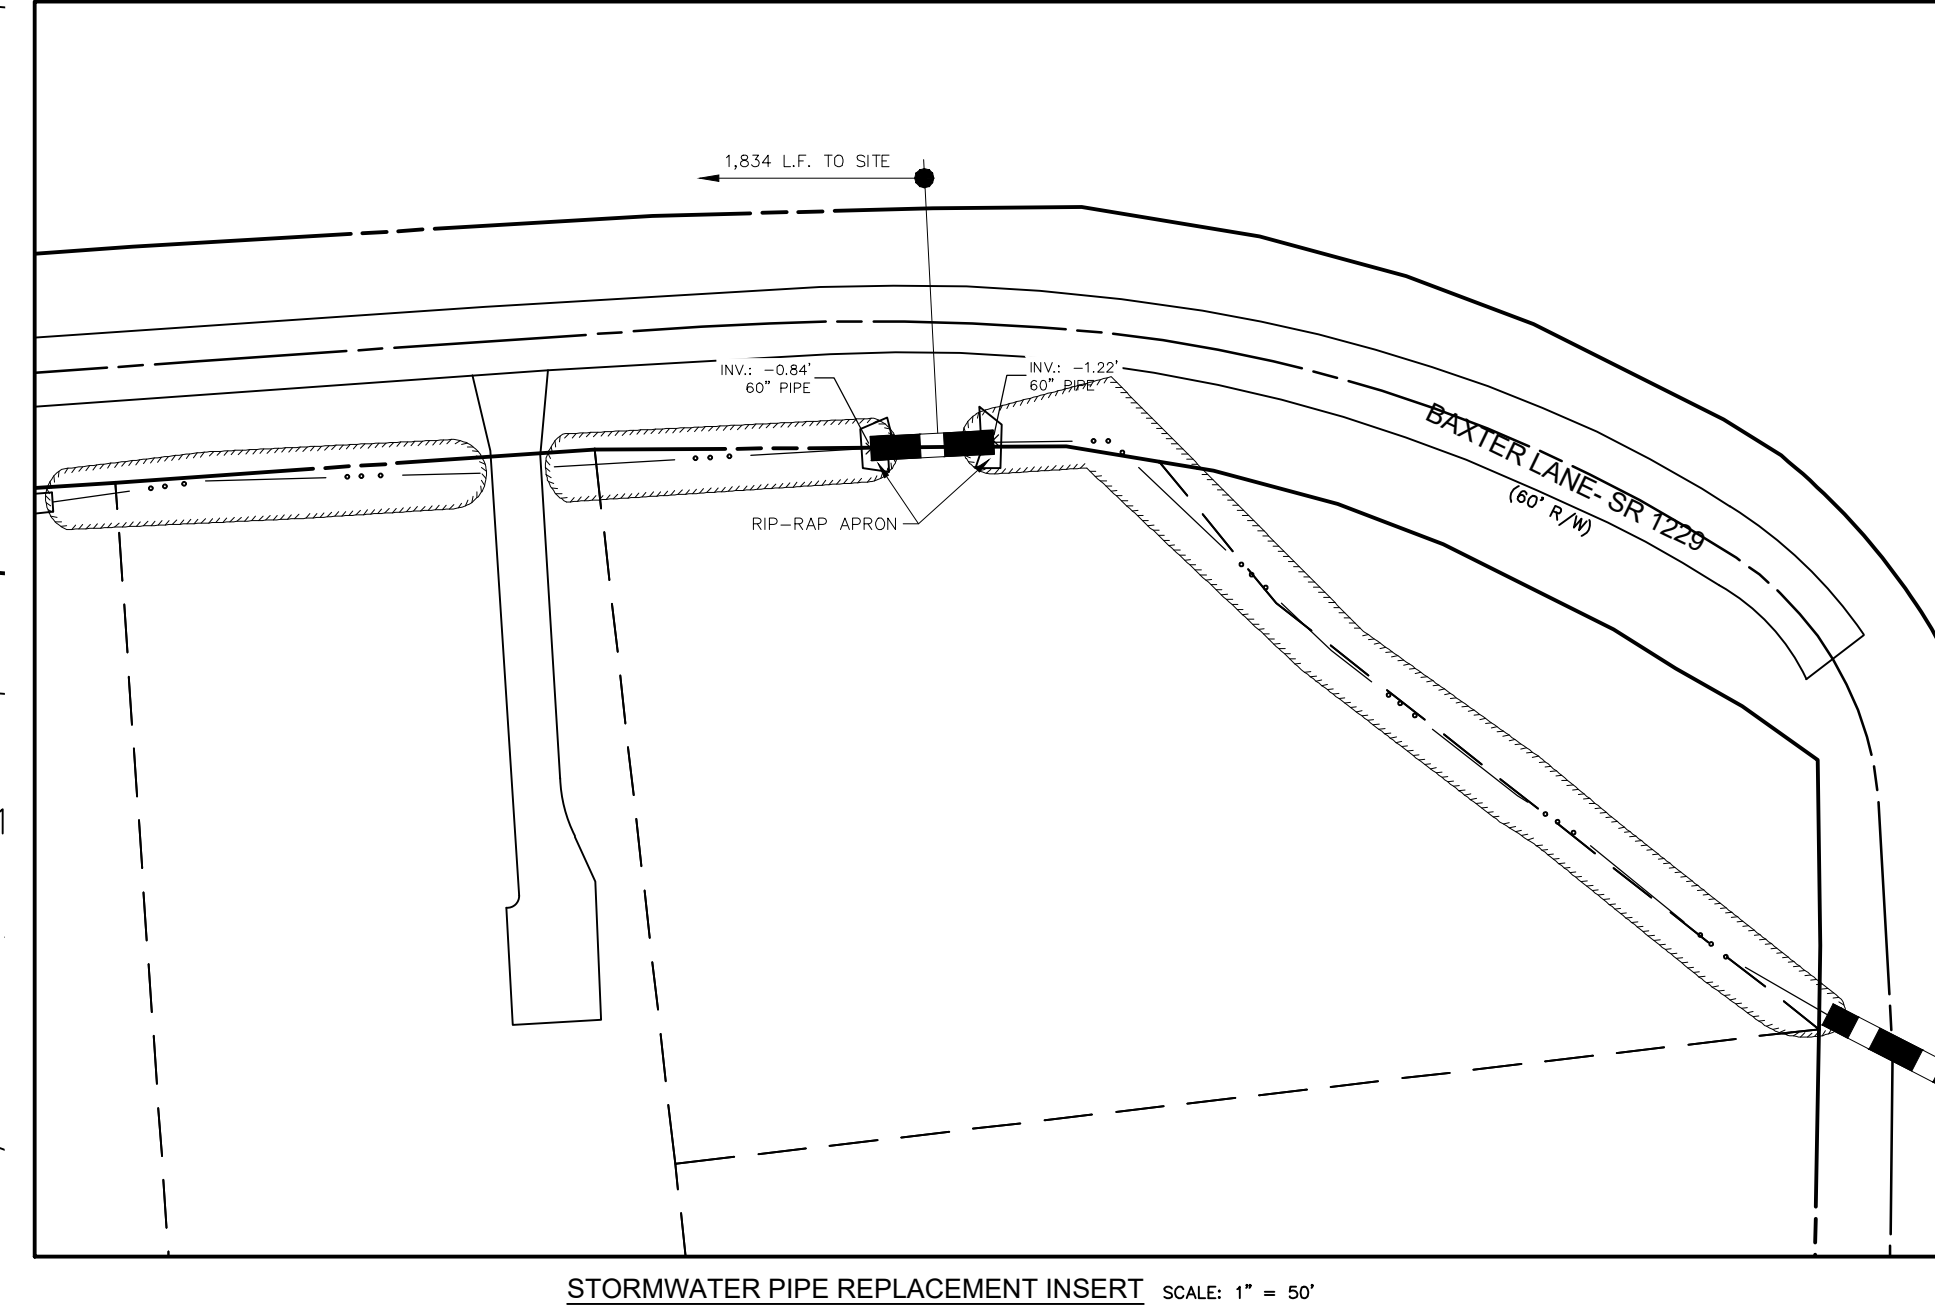 1,834 L.F. TO SITE
INV.: -0.84'
60" PIPE
INV.: -1.22'
60" PIPE
BAXTER LANE- SR 1229
(60' R/W)
RIP-RAP APRON
STORMWATER PIPE REPLACEMENT INSERT SCALE: 1" = 50'